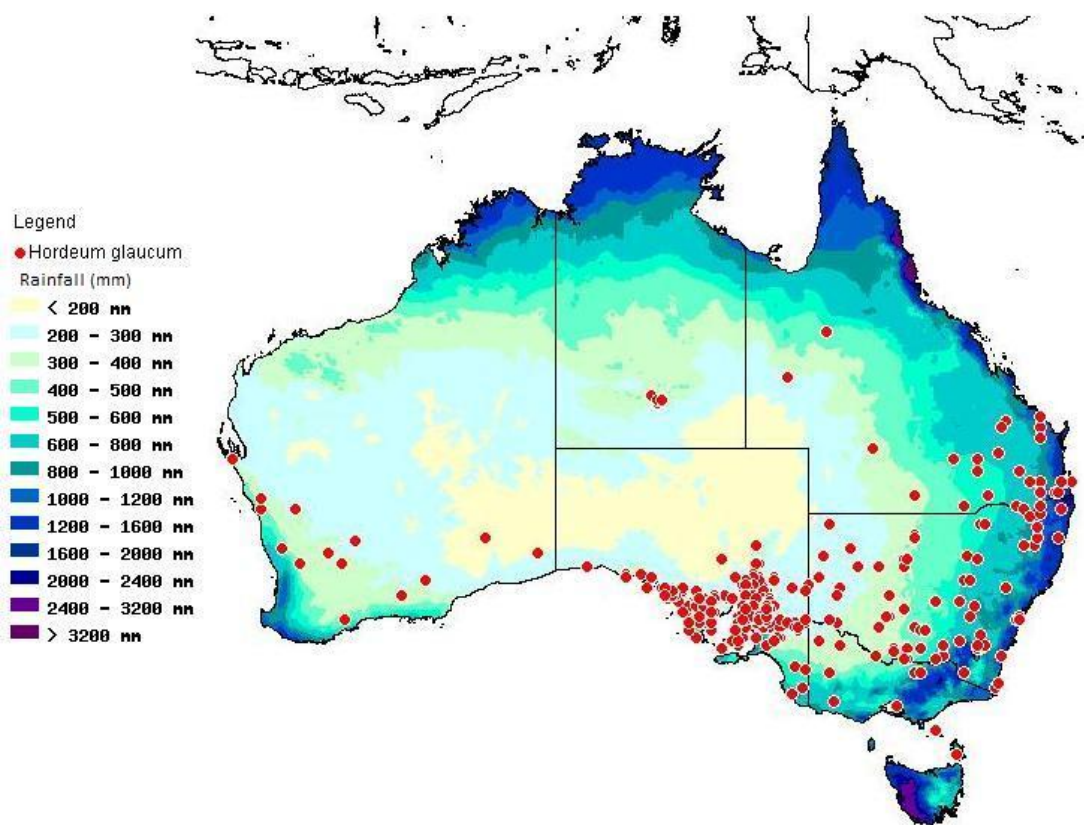 Legend
Hordeum glaucum
Rainfall (mm)
< 200 mm
200 - 300 mm
300 - 400 mm
400 - 500 mm
500 - 600 mm
600 - 800 mm
800 - 1000 mm
1000 - 1200 mm
1200 - 1600 mm
1600 - 2000 mm
2000 - 2400 mm
2400 - 3200 mm
> 3200 mm